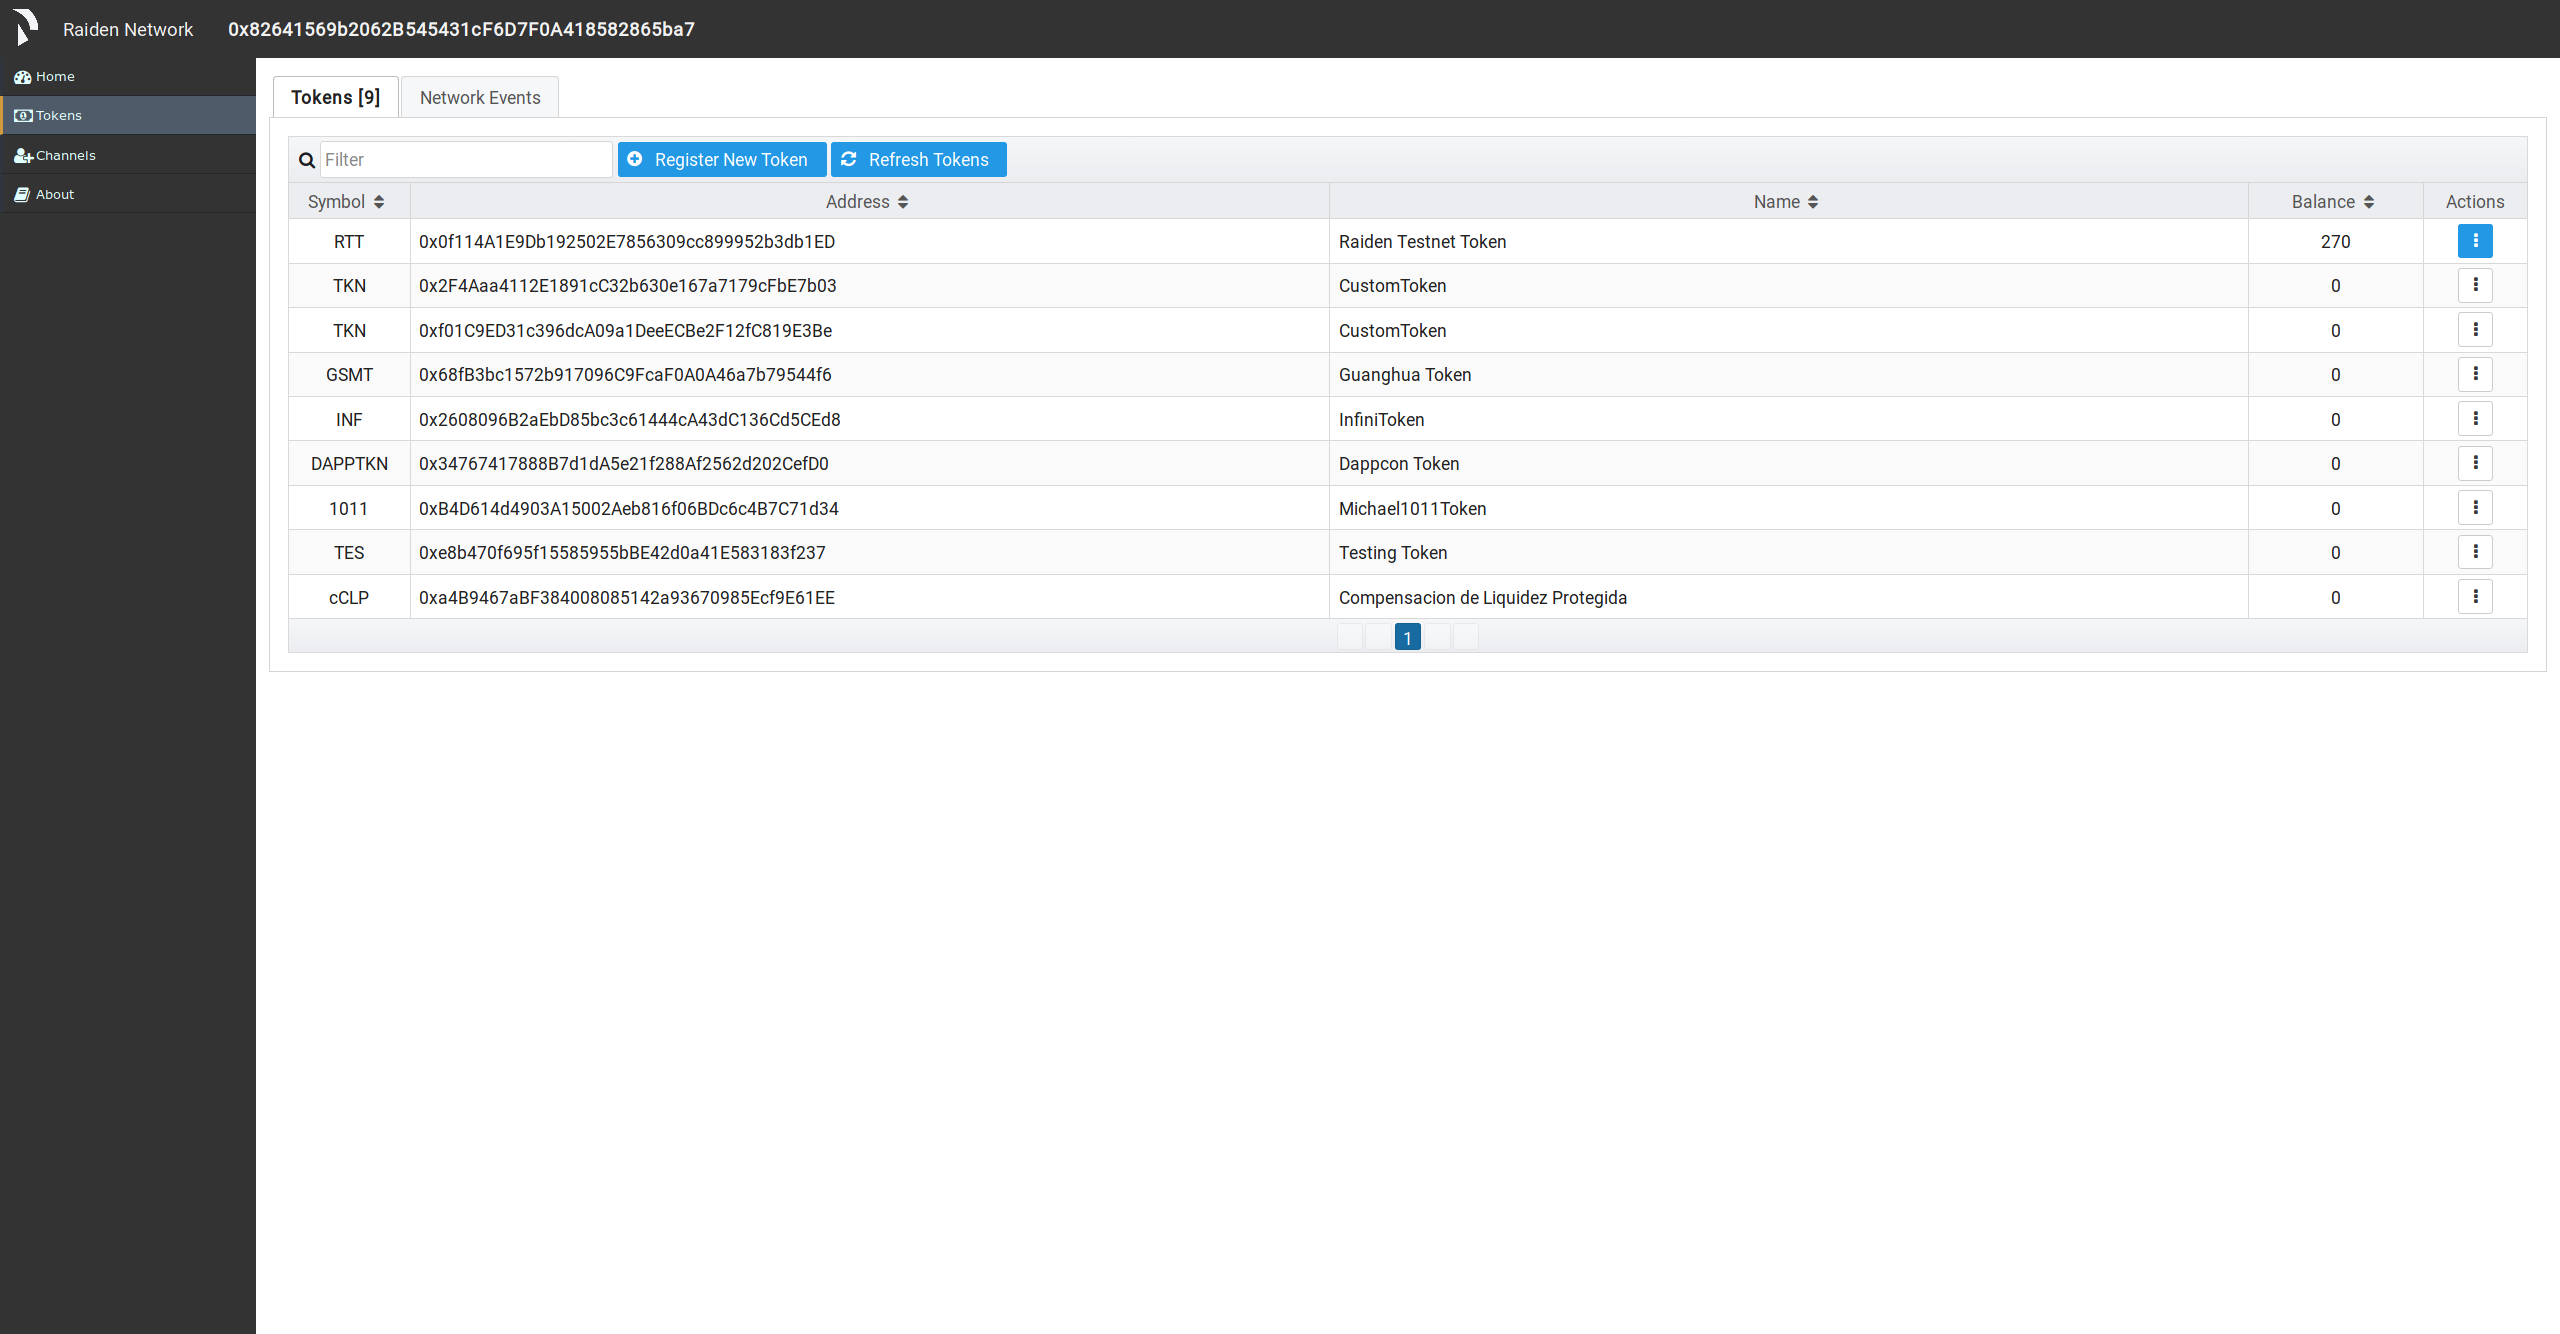 Raiden Network 0x82641569b2062B545431cF6D7F0A418582865ba7
Home
Tokens
Channels
About
Tokens [9] Network Events
Filter Register New Token Refresh Tokens
Symbol Address Name Balance Actions
RTT 0x0f114A1E9Db192502E7856309cc899952b3db1ED Raiden Testnet Token 270
TKN 0x2F4Aaa4112E1891cC32b630e167a7179cFbE7b03 CustomToken 0
TKN 0xf01C9ED31c396dcA09a1DeeECBe2F12fC819E3Be CustomToken 0
GSMT 0x68fB3bc1572b917096C9FcaF0A0A46a7b79544f6 Guanghua Token 0
INF 0x2608096B2aEbD85bc3c61444cA43dC136Cd5CEd8 InfiniToken 0
DAPPTKN 0x34767417888B7d1dA5e21f288Af2562d202CefD0 Dappcon Token 0
1011 0xB4D614d4903A15002Aeb816f06BDc6c4B7C71d34 Michael1011Token 0
TES 0xe8b470f695f15585955bBE42d0a41E583183f237 Testing Token 0
cCLP 0xa4B9467aBF384008085142a93670985Ecf9E61EE Compensacion de Liquidez Protegida 0
1